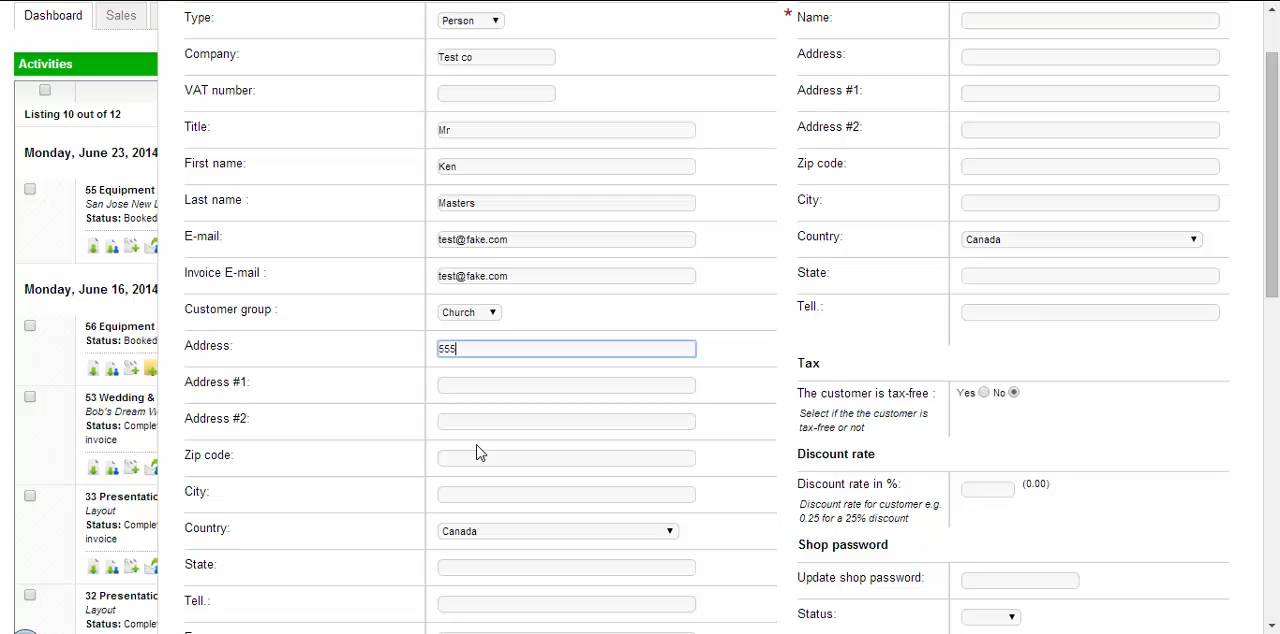 Dashboard
Sales
Activities
Listing 10 out of 12
Monday, June 23, 2014
55 Equipment
San Jose New
Status: Booked
Monday, June 16, 2014
56 Equipment
Status: Booked
53 Wedding &
Bob's Dream
Status:
invoice
33
Layout
Status:
invoice
32
Layout
Status:
Type:
Person
Company:
Test co
VAT number:
Title:
Mr
First name:
Ken
Last name :
Masters
E-mail:
test@fake.com
Invoice E-mail :
test@fake.com
Customer group :
Church
Address:
555
Address #1:
Address #2:
Zip code:
City:
Country:
Canada
State:
Tell.:
* Name:
Address:
Address #1:
Address #2:
Zip code:
City:
Country:
Canada
State:
Tell.:
Tax
The customer is tax-free :
Yes No
Select if the the customer is
tax-free or not
Discount rate
Discount rate in %:
(0.00)
Discount rate for customer e.g.
0.25 for a 25% discount
Shop password
Update shop password:
Status: